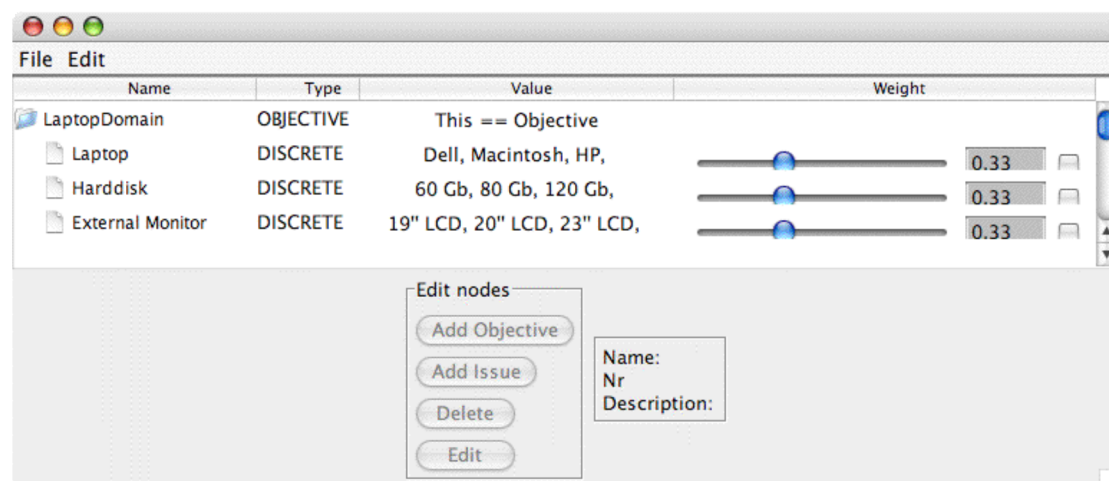 File Edit
Name Type Value Weight
LaptopDomain OBJECTIVE This == Objective
Laptop DISCRETE Dell, Macintosh, HP, 0.33
Harddisk DISCRETE 60 Gb, 80 Gb, 120 Gb, 0.33
External Monitor DISCRETE 19" LCD, 20" LCD, 23" LCD, 0.33
Edit nodes
Add Objective
Add Issue
Delete
Edit
Name:
Nr
Description: